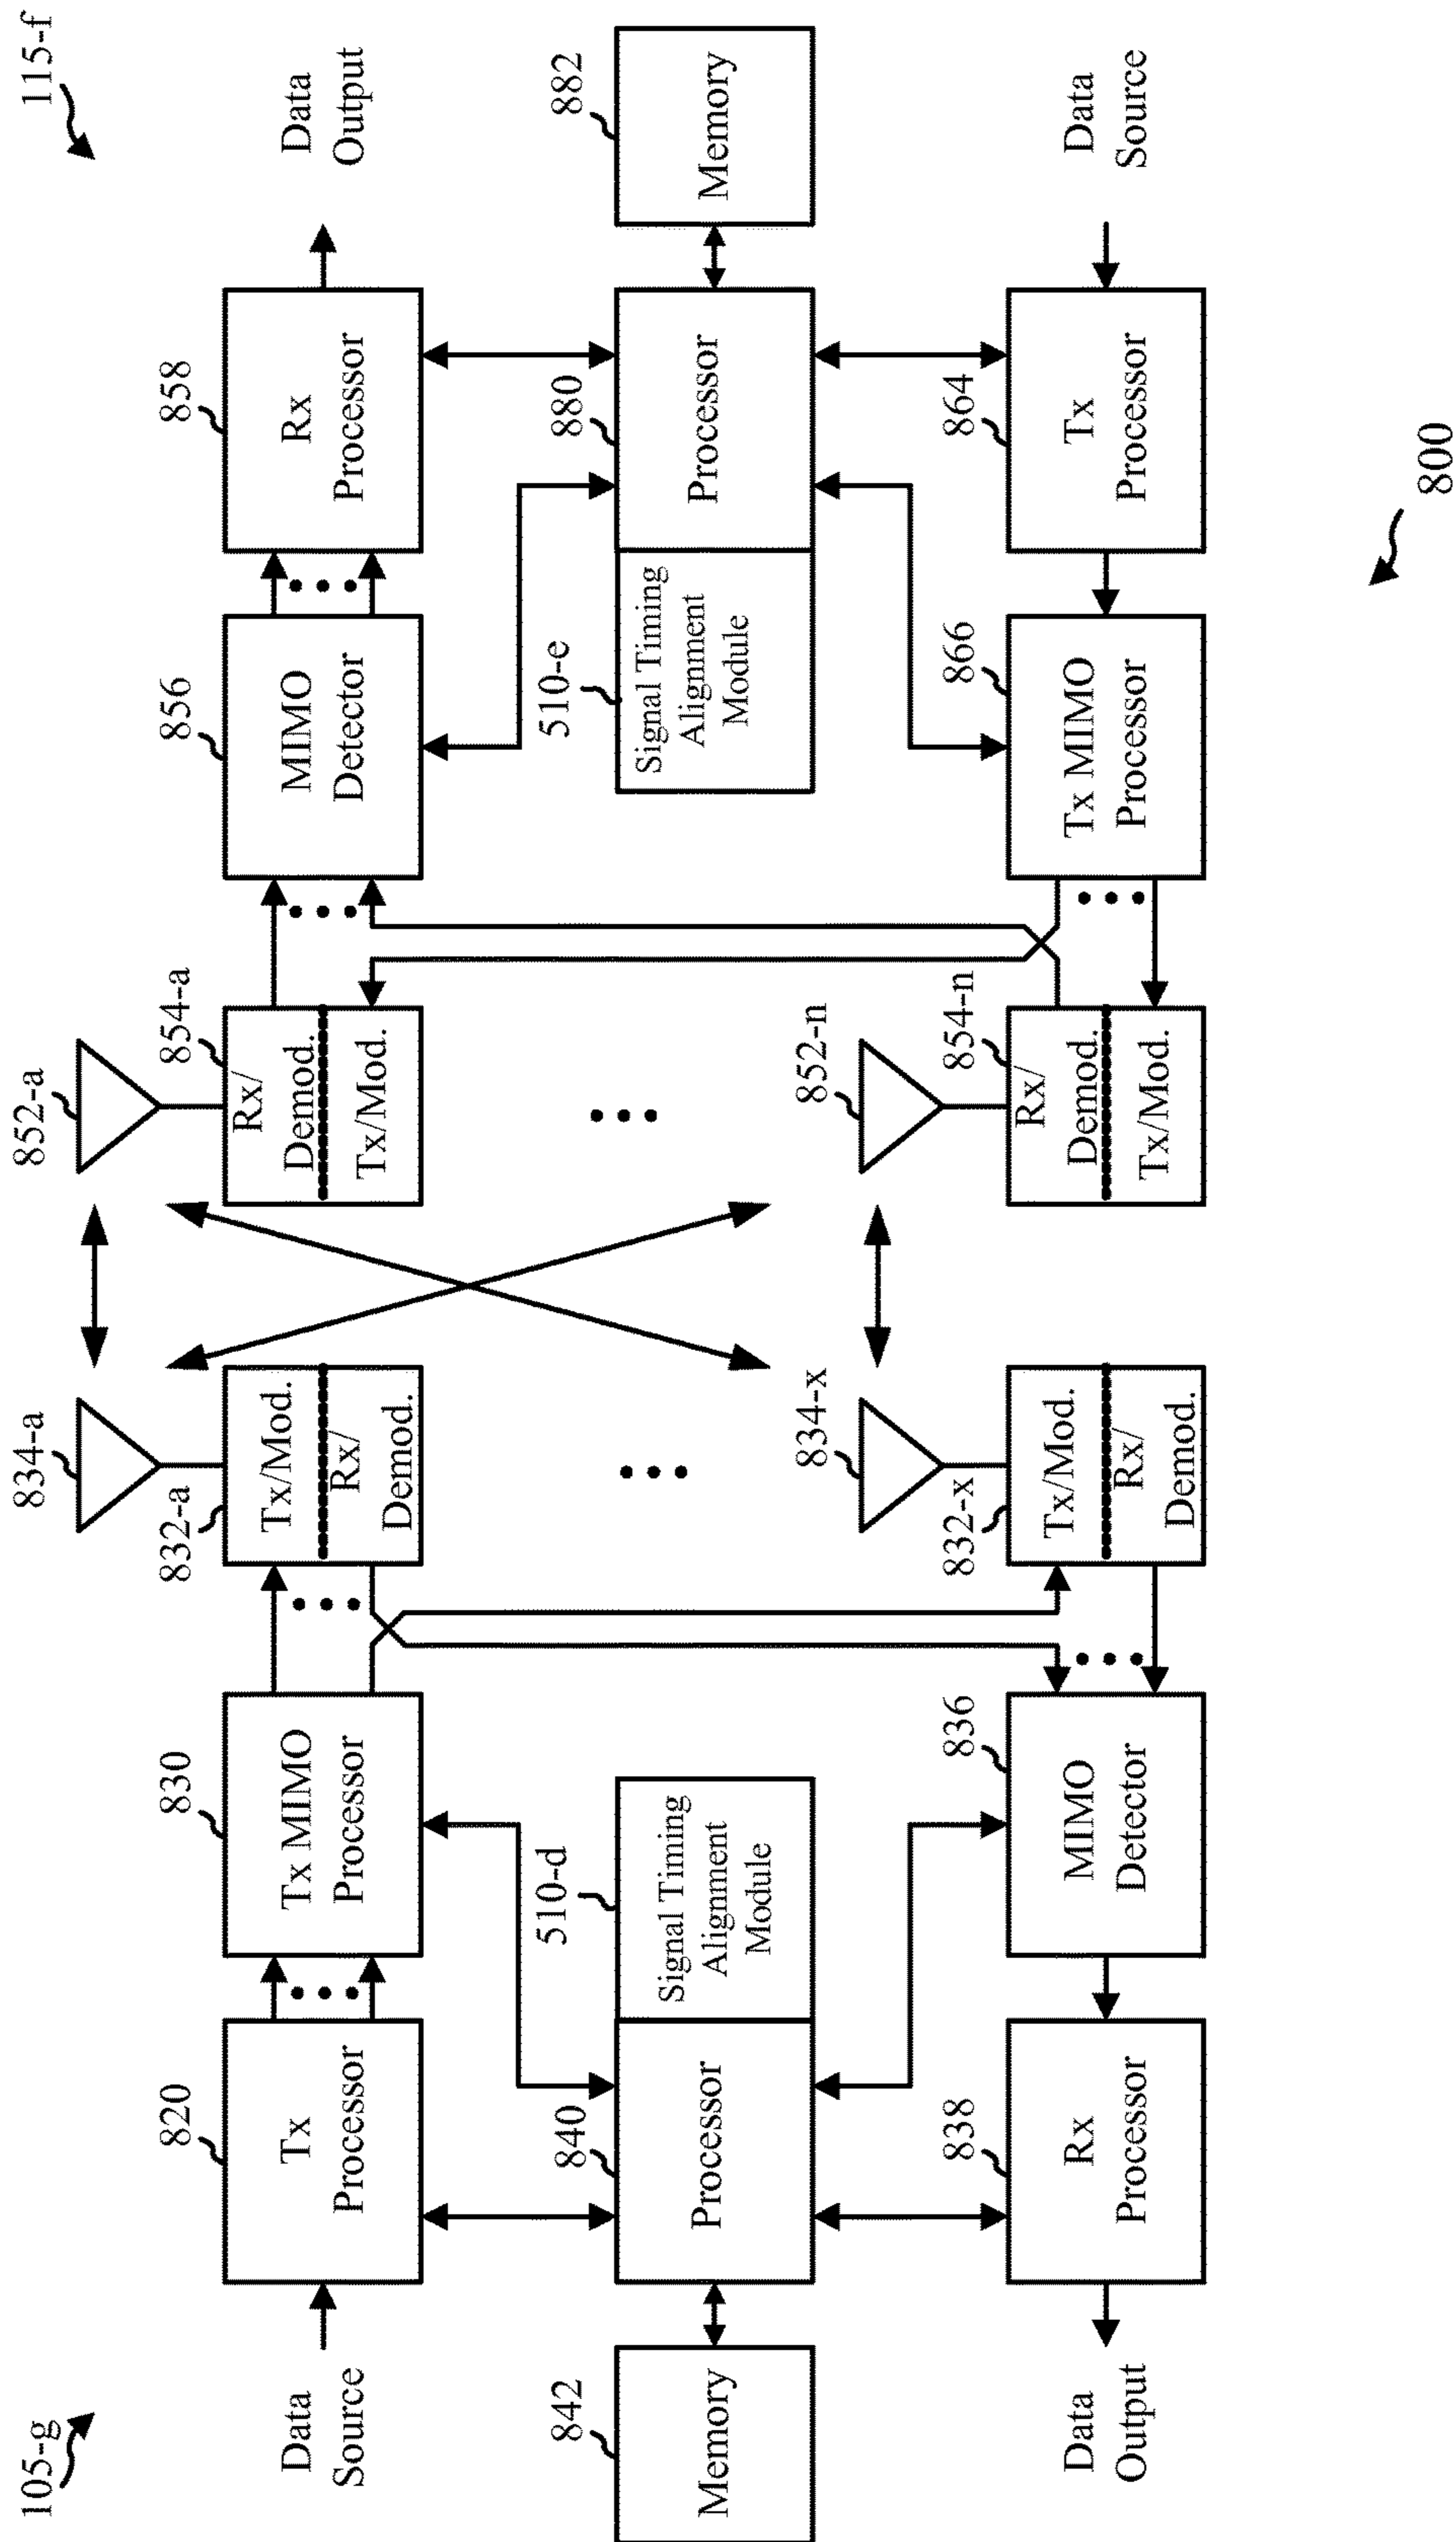 105-g
115-f
834-a
852-a
820
830
832-a
854-a
856
858
Data
Source
Tx
Processor
Tx MIMO
Processor
Tx/Mod.
Rx/
Demod.
Rx/
Demod.
Tx/Mod.
MIMO
Detector
Rx
Processor
Data
Output
842
840
510-d
510-e
880
882
Memory
Processor
Signal Timing
Alignment
Module
Signal Timing
Alignment
Module
Processor
Memory
834-x
852-n
838
836
832-x
854-n
866
864
Data
Output
Rx
Processor
MIMO
Detector
Tx/Mod.
Rx/
Demod.
Rx/
Demod.
Tx/Mod.
Tx MIMO
Processor
Tx
Processor
Data
Source
800